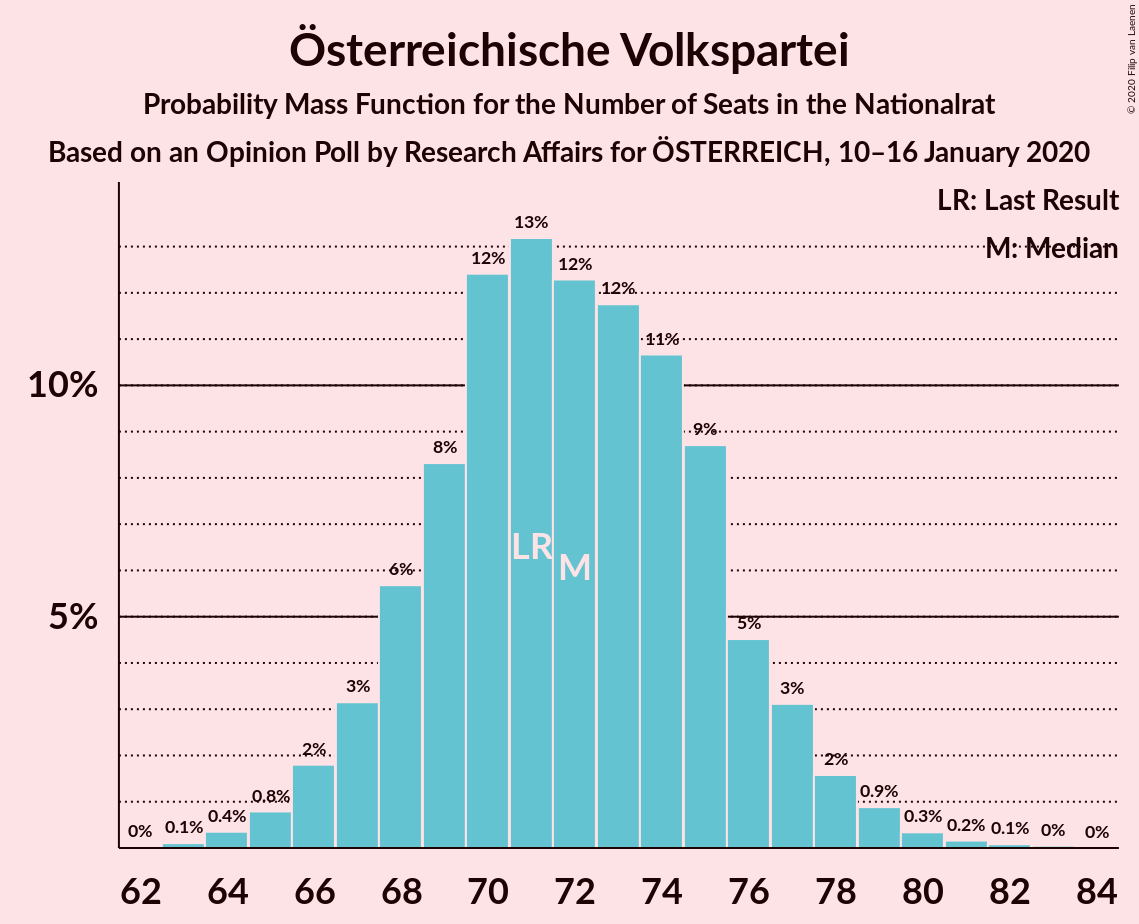 Österreichische Volkspartei
Probability Mass Function for the Number of Seats in the Nationalrat
Based on an Opinion Poll by Research Affairs for ÖSTERREICH, 10–16 January 2020
© 2020 Filip van Laenen
LR: Last Result
M: Median
10%
5%
0%
0.1%
0.4%
0.8%
2%
3%
6%
8%
12%
13%
12%
12%
11%
9%
5%
3%
2%
0.9%
0.3%
0.2%
0.1%
0%
0%
LR
M
62 64 66 68 70 72 74 76 78 80 82 84